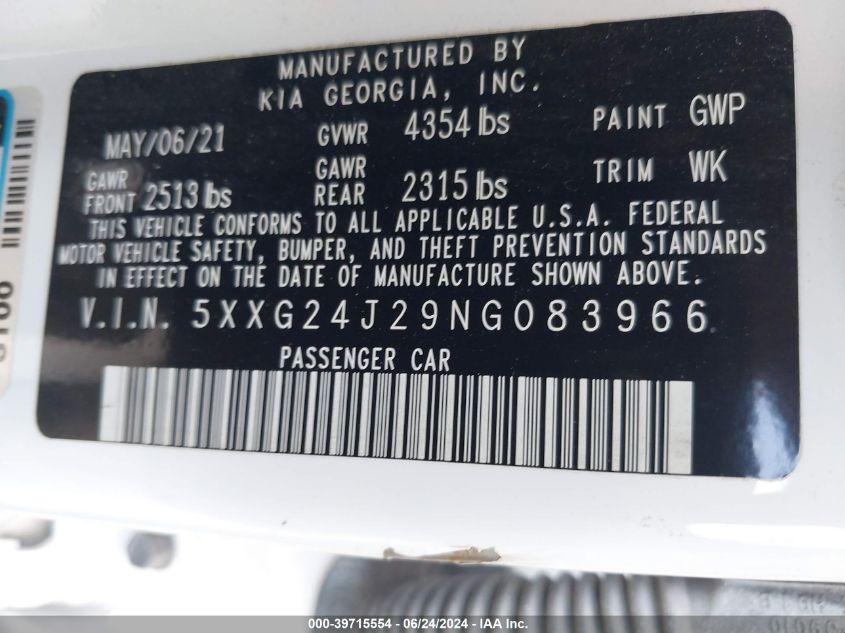 MANUFACTURED BY
KIA GEORGIA, INC.
MAY/06/21 GVWR 4354 lbs PAINT GWP
GAWR FRONT 2513 lbs GAWR REAR 2315 lbs TRIM WK
THIS VEHICLE CONFORMS TO ALL APPLICABLE U.S.A. FEDERAL
MOTOR VEHICLE SAFETY, BUMPER, AND THEFT PREVENTION STANDARDS
IN EFFECT ON THE DATE OF MANUFACTURE SHOWN ABOVE.
V.I.N. 5XXG24J29NG083966
PASSENGER CAR
000-39715554 - 06/24/2024 - IAA Inc.